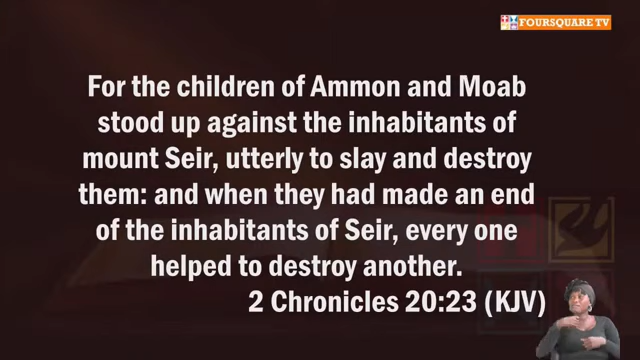 FOURSQUARE TV
For the children of Ammon and Moab
stood up against the inhabitants of
mount Seir, utterly to slay and destroy
them: and when they had made an end
of the inhabitants of Seir, every one
helped to destroy another.
2 Chronicles 20:23 (KJV)